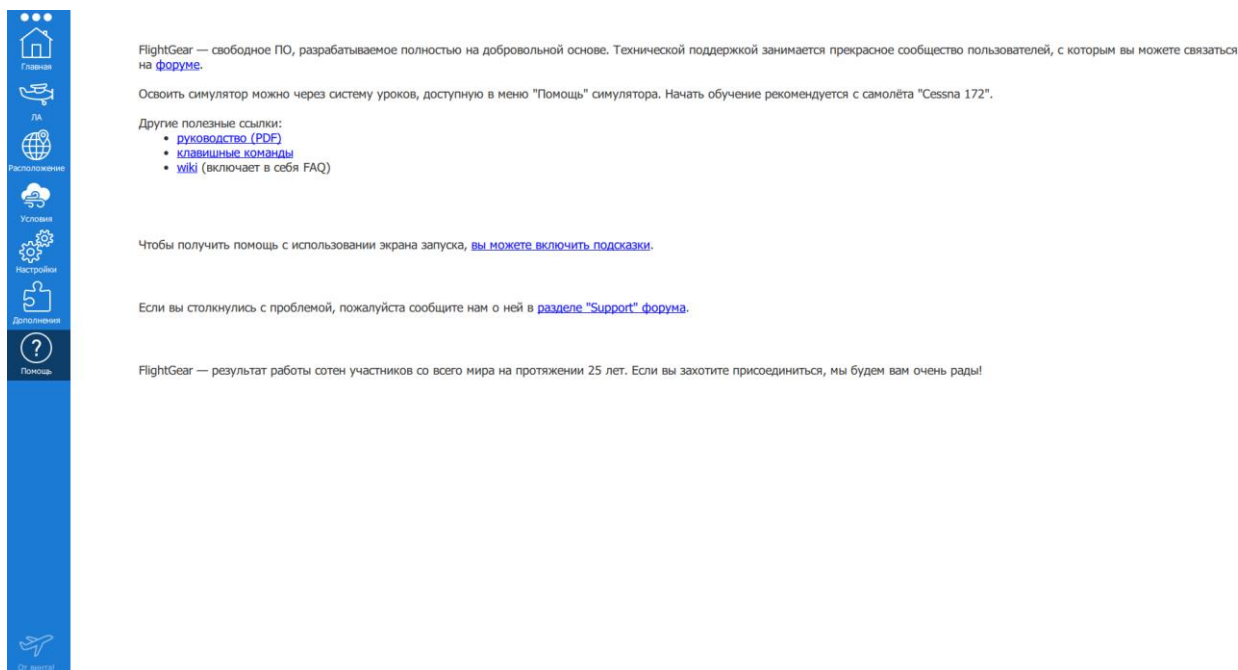 Главная
ЛА
Расположение
Условия
Настройки
Дополнения
Помощь
От винта!
FlightGear — свободное ПО, разрабатываемое полностью на добровольной основе. Технической поддержкой занимается прекрасное сообщество пользователей, с которым вы можете связаться
на форуме.
Освоить симулятор можно через систему уроков, доступную в меню "Помощь" симулятора. Начать обучение рекомендуется с самолёта "Cessna 172".
Другие полезные ссылки:
• руководство (PDF)
• клавишные команды
• wiki (включает в себя FAQ)
Чтобы получить помощь с использовании экрана запуска, вы можете включить подсказки.
Если вы столкнулись с проблемой, пожалуйста сообщите нам о ней в разделе "Support" форума.
FlightGear — результат работы сотен участников со всего мира на протяжении 25 лет. Если вы захотите присоединиться, мы будем вам очень рады!